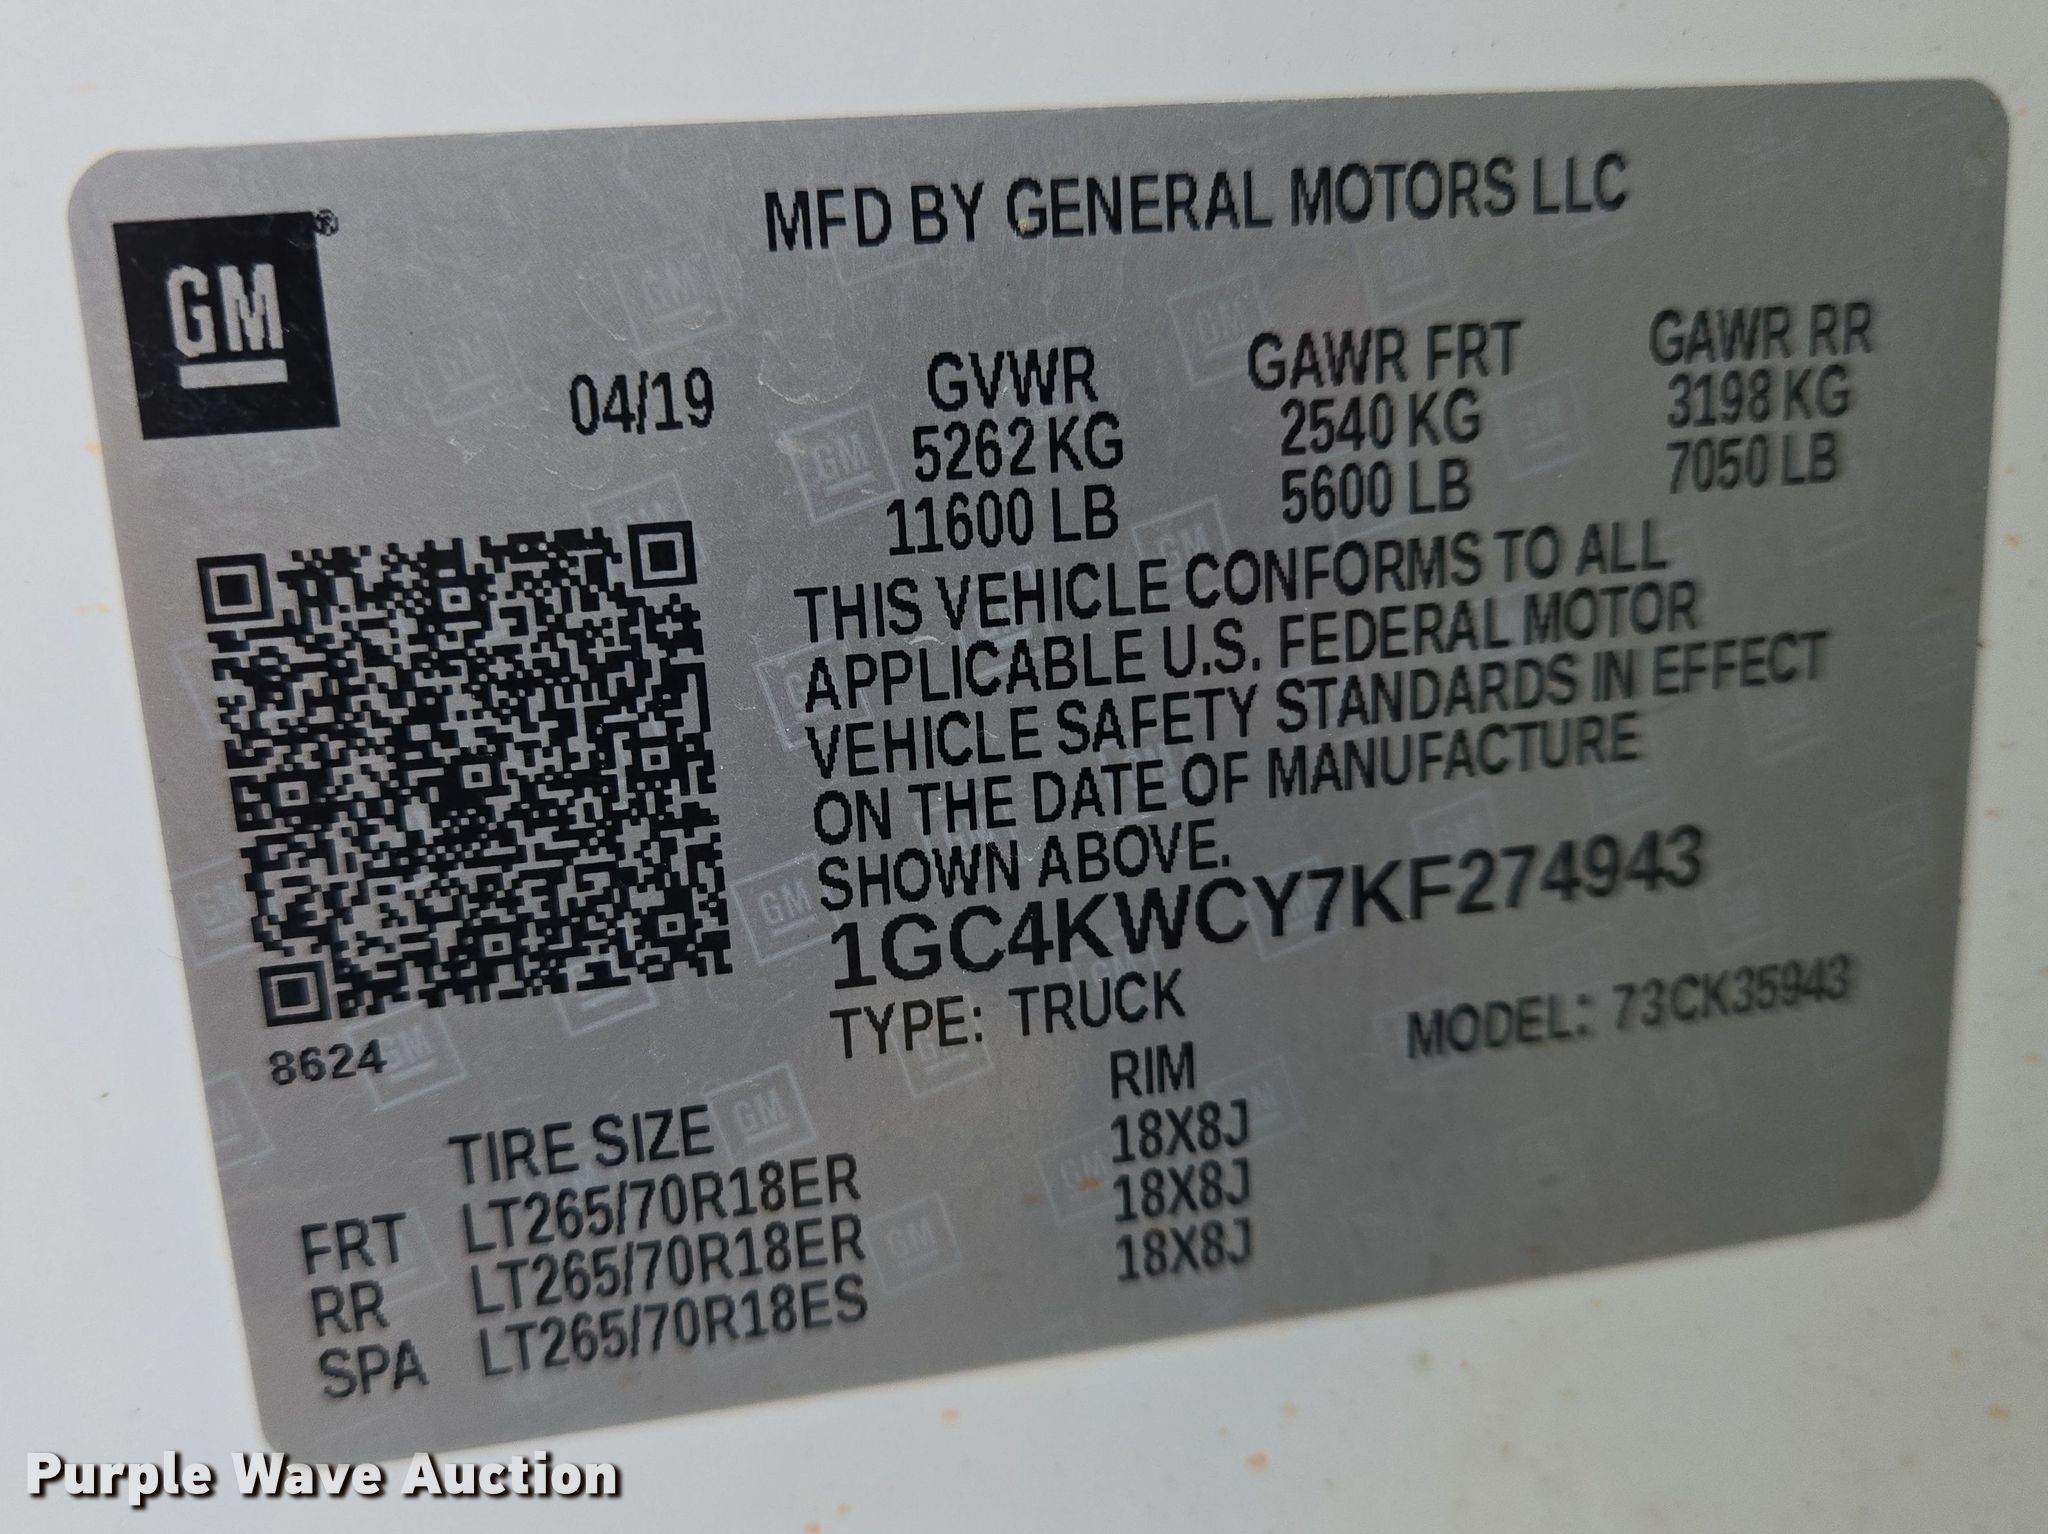 MFD BY GENERAL MOTORS LLC
GM®
04/19
GVWR GAWR FRT GAWR RR
5262 KG 2540 KG 3198 KG
11600 LB 5600 LB 7050 LB
THIS VEHICLE CONFORMS TO ALL
APPLICABLE U.S. FEDERAL MOTOR
VEHICLE SAFETY STANDARDS IN EFFECT
ON THE DATE OF MANUFACTURE
SHOWN ABOVE.
1GC4KWCY7KF274943
TYPE: TRUCK MODEL: 73CK35943
8624
TIRE SIZE RIM
FRT LT265/70R18ER 18X8J
RR LT265/70R18ER 18X8J
SPA LT265/70R18ES 18X8J
Purple Wave Auction